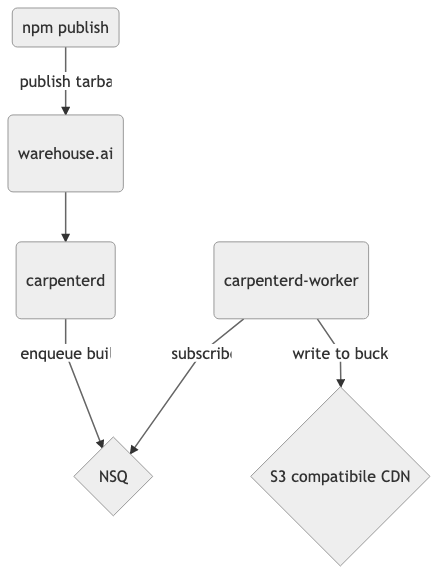 npm publish
publish tarba
warehouse.ai
carpenterd
carpenterd-worker
enqueue buil
subscribe
write to buck
NSQ
S3 compatibile CDN